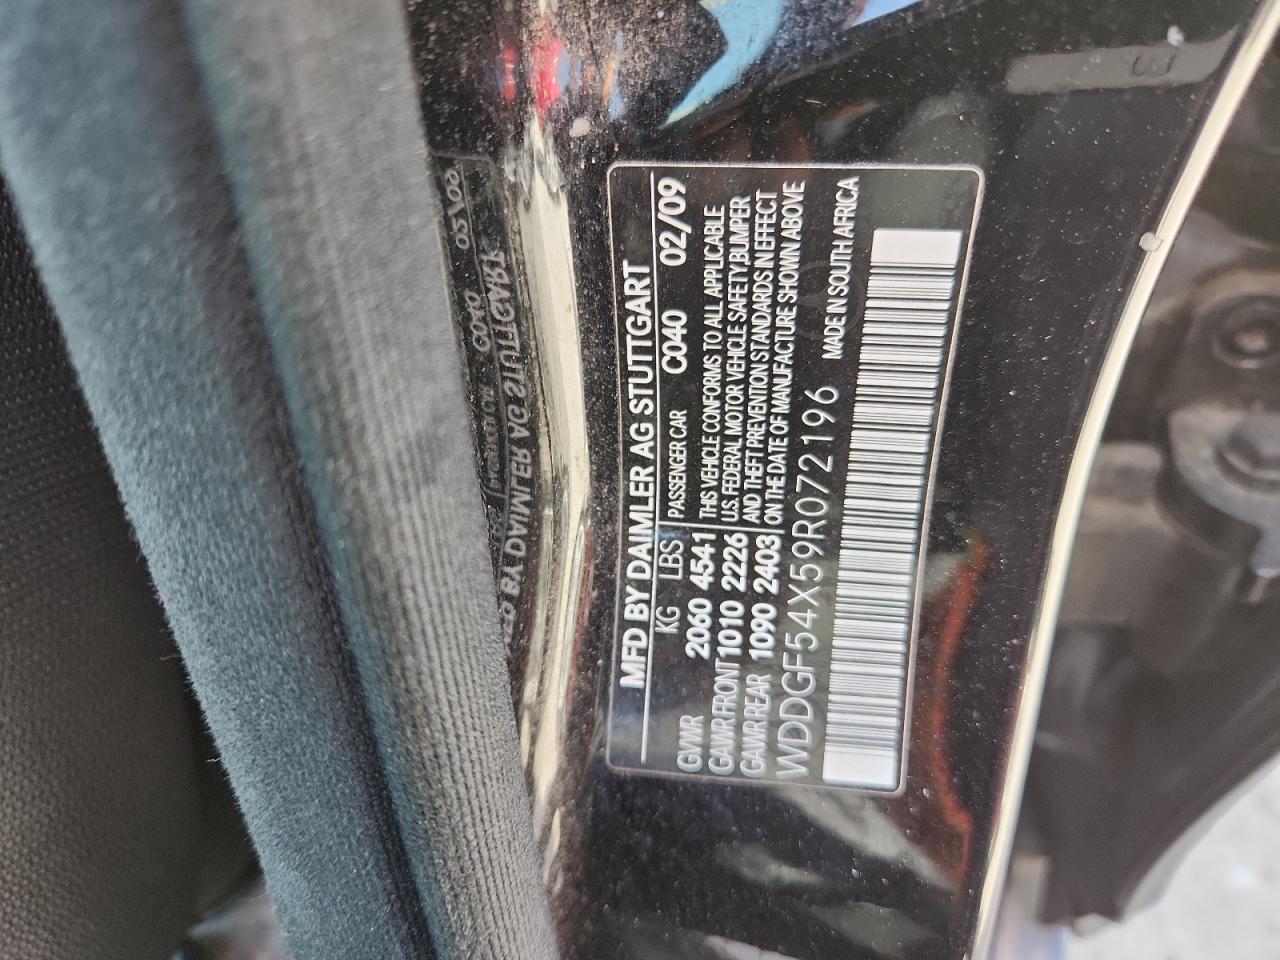 MFD BY DAIMLER AG STUTTGART
KG LBS PASSENGER CAR C040 02/09
GVWR 2060 4541 THIS VEHICLE CONFORMS TO ALL APPLICABLE
GAWR FRONT 1010 2226 U.S. FEDERAL MOTOR VEHICLE SAFETY, BUMPER
GAWR REAR 1090 2403 AND THEFT PREVENTION STANDARDS IN EFFECT
ON THE DATE OF MANUFACTURE SHOWN ABOVE
WDDGF54X59R072196 MADE IN SOUTH AFRICA